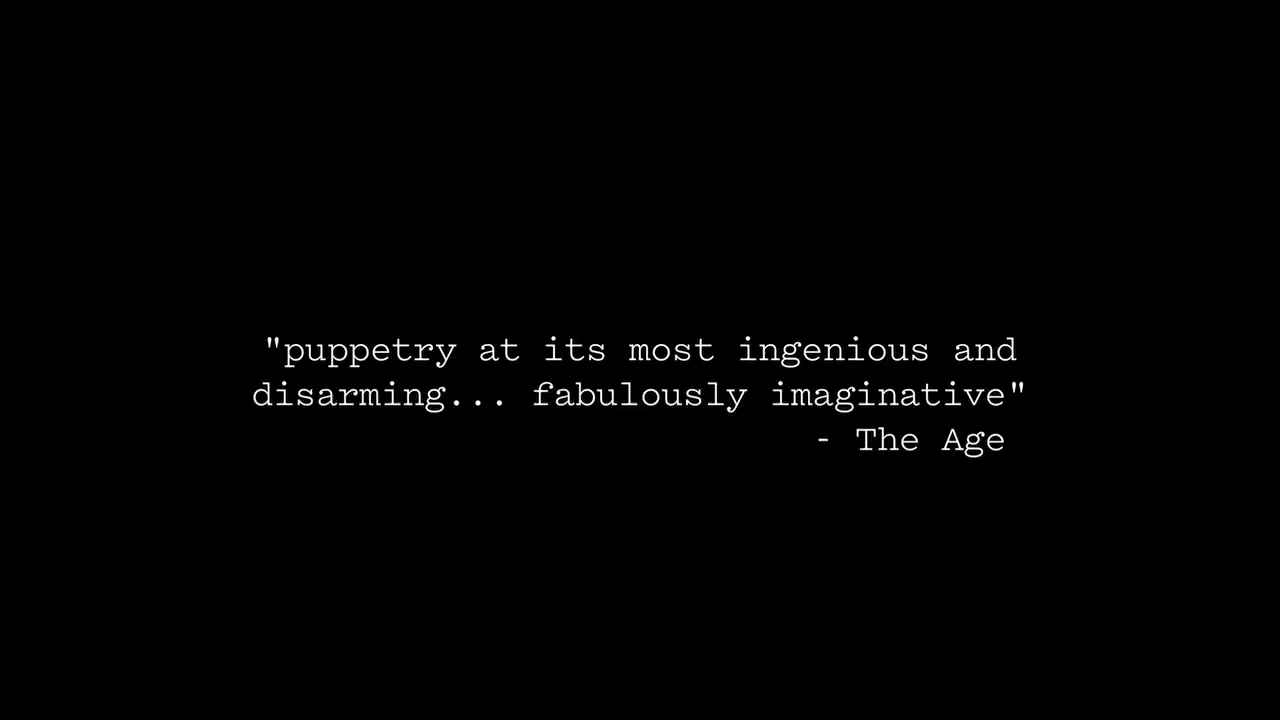 "puppetry at its most ingenious and
disarming... fabulously imaginative"
- The Age